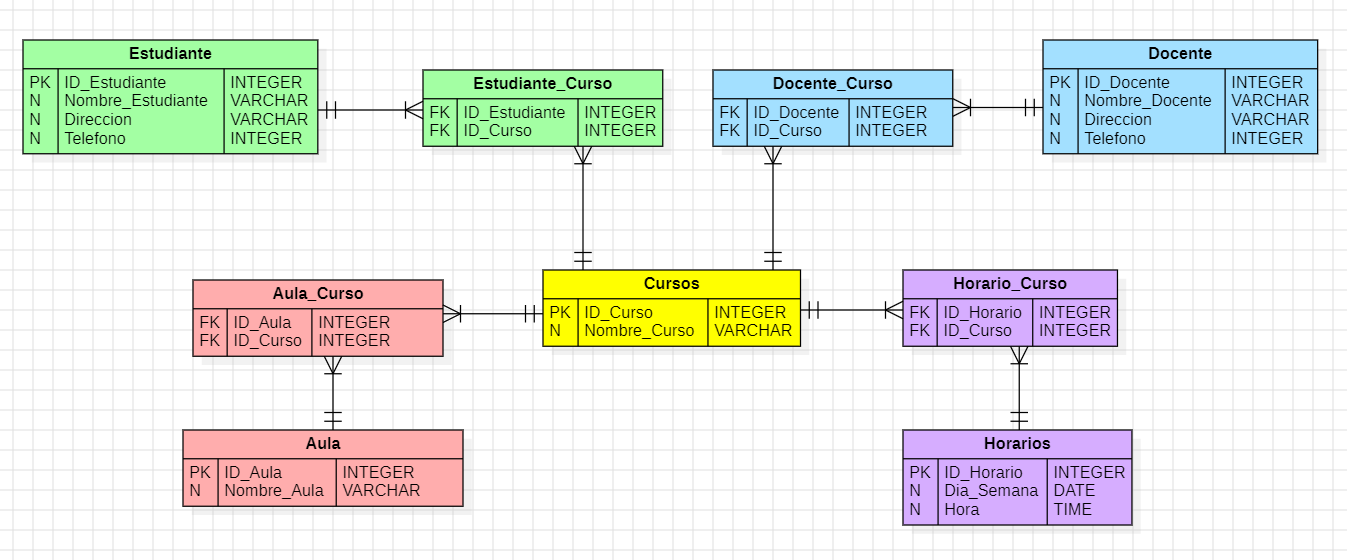 Estudiante
PK ID_Estudiante INTEGER
N Nombre_Estudiante VARCHAR
N Direccion VARCHAR
N Telefono INTEGER
Estudiante_Curso
FK ID_Estudiante INTEGER
FK ID_Curso INTEGER
Docente_Curso
FK ID_Docente INTEGER
FK ID_Curso INTEGER
Docente
PK ID_Docente INTEGER
N Nombre_Docente VARCHAR
N Direccion VARCHAR
N Telefono INTEGER
Aula_Curso
FK ID_Aula INTEGER
FK ID_Curso INTEGER
Cursos
PK ID_Curso INTEGER
N Nombre_Curso VARCHAR
Horario_Curso
FK ID_Horario INTEGER
FK ID_Curso INTEGER
Aula
PK ID_Aula INTEGER
N Nombre_Aula VARCHAR
Horarios
PK ID_Horario INTEGER
N Dia_Semana DATE
N Hora TIME